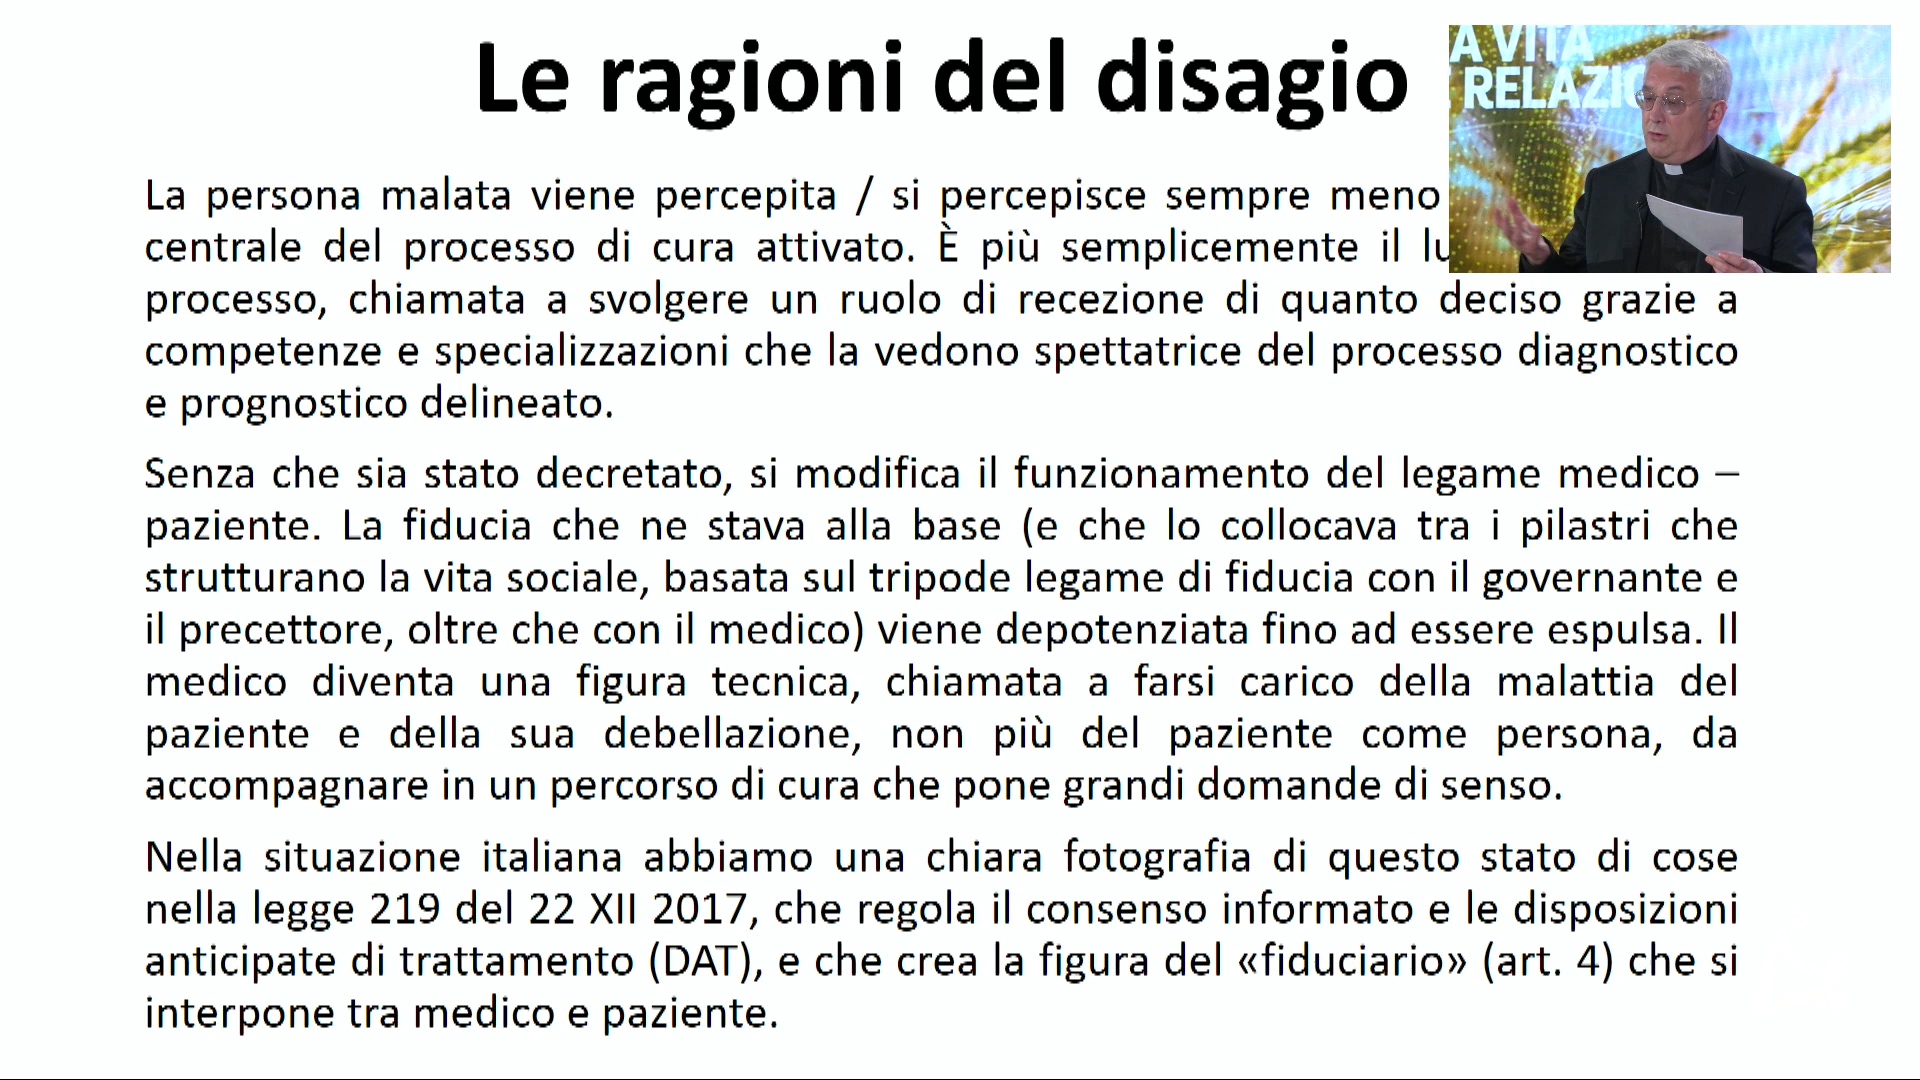 Le ragioni del disagio
A VITA
RELAZIO
La persona malata viene percepita / si percepisce sempre meno
centrale del processo di cura attivato. È più semplicemente il
processo, chiamata a svolgere un ruolo di recezione di quanto deciso grazie a
competenze e specializzazioni che la vedono spettatrice del processo diagnostico
e prognostico delineato.
Senza che sia stato decretato, si modifica il funzionamento del legame medico –
paziente. La fiducia che ne stava alla base (e che lo collocava tra i pilastri che
strutturano la vita sociale, basata sul tripode legame di fiducia con il governante e
il precettore, oltre che con il medico) viene depotenziata fino ad essere espulsa. Il
medico diventa una figura tecnica, chiamata a farsi carico della malattia del
paziente e della sua debellazione, non più del paziente come persona, da
accompagnare in un percorso di cura che pone grandi domande di senso.
Nella situazione italiana abbiamo una chiara fotografia di questo stato di cose
nella legge 219 del 22 XII 2017, che regola il consenso informato e le disposizioni
anticipate di trattamento (DAT), e che crea la figura del «fiduciario» (art. 4) che si
interpone tra medico e paziente.